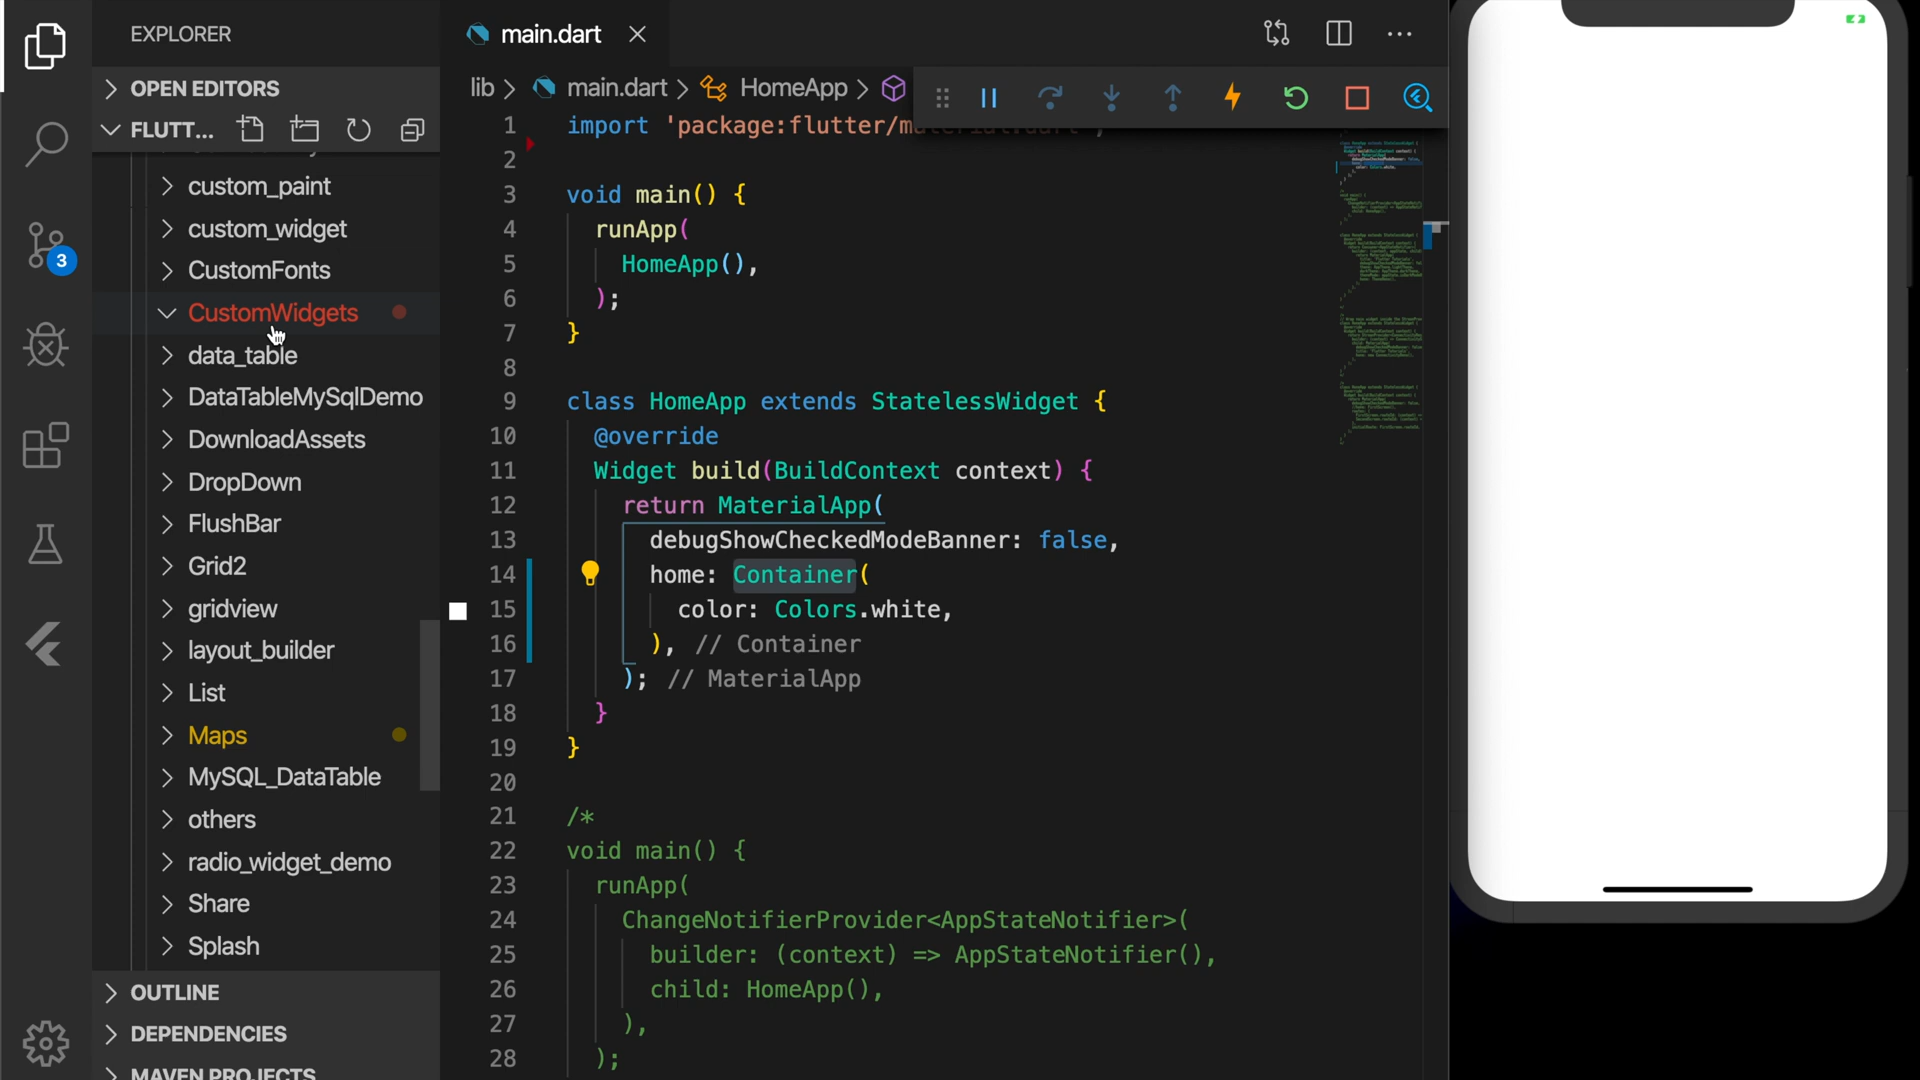 EXPLORER
OPEN EDITORS
FLUTT...
custom_paint
custom_widget
CustomFonts
CustomWidgets
data_table
DataTableMySqlDemo
DownloadAssets
DropDown
FlushBar
Grid2
gridview
layout_builder
List
Maps
MySQL_DataTable
others
radio_widget_demo
Share
Splash
OUTLINE
DEPENDENCIES
MAVEN PROJECTS
3
main.dart
lib > main.dart > HomeApp >
1 import 'package:flutter/material.dart';
2
3 void main() {
4 runApp(
5 HomeApp(),
6 );
7 }
8
9 class HomeApp extends StatelessWidget {
10 @override
11 Widget build(BuildContext context) {
12 return MaterialApp(
13 debugShowCheckedModeBanner: false,
14 home: Container(
15 color: Colors.white,
16 ), // Container
17 ); // MaterialApp
18 }
19 }
20
21 /*
22 void main() {
23 runApp(
24 ChangeNotifierProvider<AppStateNotifier>(
25 builder: (context) => AppStateNotifier(),
26 child: HomeApp(),
27 ),
28 );